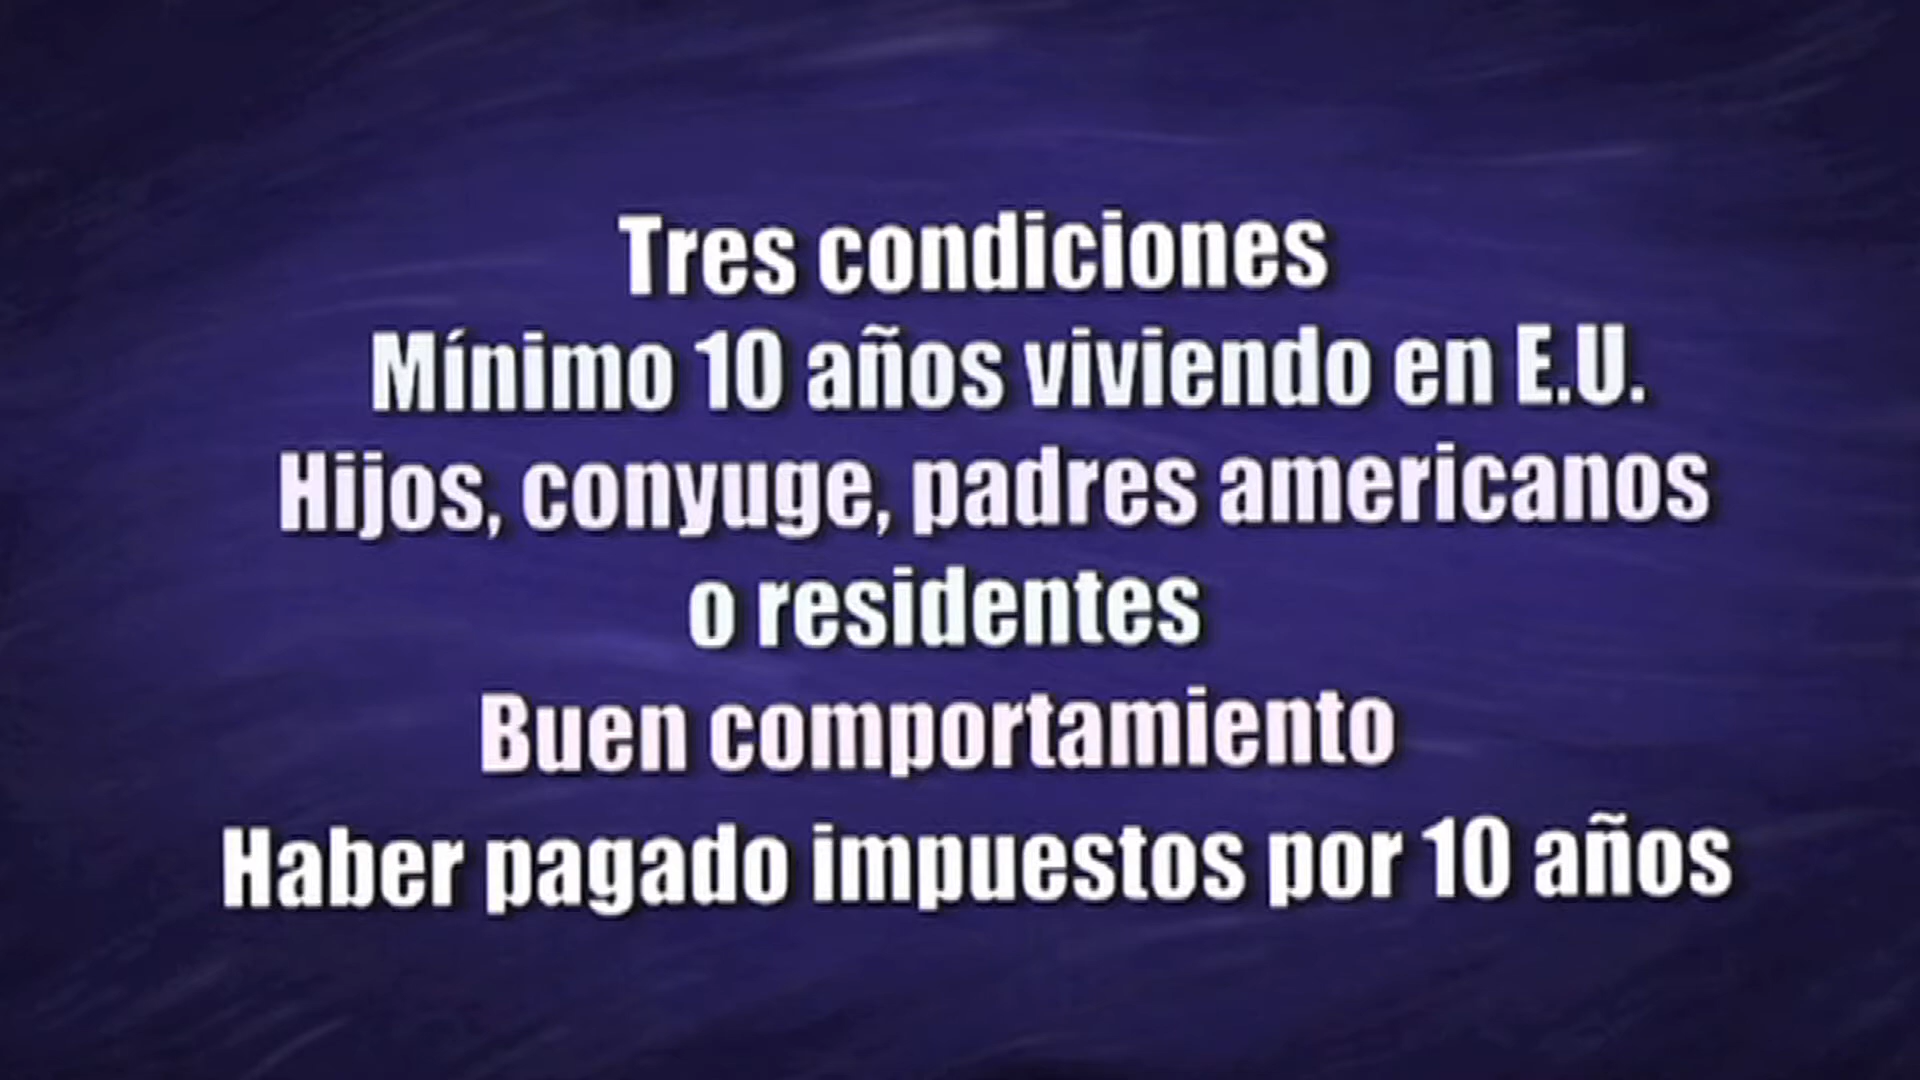 Tres condiciones
Mínimo 10 años viviendo en E.U.
Hijos, conyuge, padres americanos
o residentes
Buen comportamiento
Haber pagado impuestos por 10 años